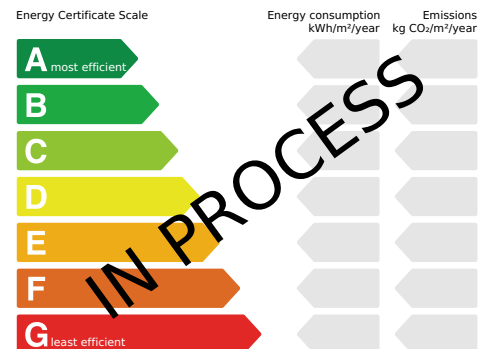 Energy Certificate Scale
Energy consumption
kWh/m²/year
Emissions
kg CO₂/m²/year
A most efficient
B
C
D
E
F
G least efficient
IN PROCESS